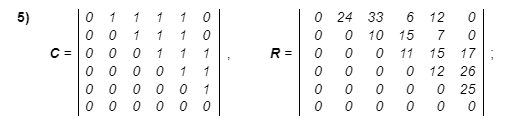 5) 0 1 1 1 1 0 0 24 33 6 12 0
0 0 1 1 1 0 0 0 10 15 7 0
C = 0 0 0 1 1 1 , R = 0 0 0 11 15 17 ;
0 0 0 0 1 1 0 0 0 0 12 26
0 0 0 0 0 1 0 0 0 0 0 25
0 0 0 0 0 0 0 0 0 0 0 0